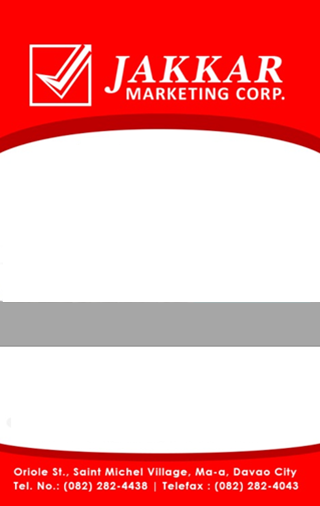 JAKKAR
MARKETING CORP.
Oriole St., Saint Michel Village, Ma-a, Davao City
Tel. No.: (082) 282-4438 | Telefax : (082) 282-4043